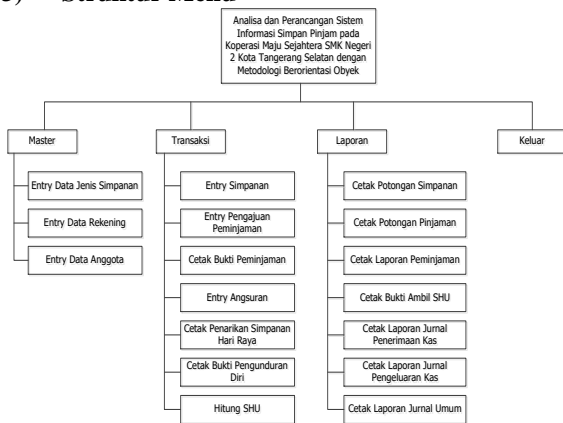 Struktur Menu
Analisa dan Perancangan Sistem
Informasi Simpan Pinjam pada
Koperasi Maju Sejahtera SMK Negeri
2 Kota Tangerang Selatan dengan
Metodologi Berorientasi Obyek
Master
Entry Data Jenis Simpanan
Entry Data Rekening
Entry Data Anggota
Transaksi
Entry Simpanan
Entry Pengajuan
Peminjaman
Cetak Bukti Peminjaman
Entry Angsuran
Cetak Penarikan Simpanan
Hari Raya
Cetak Bukti Pengunduran
Diri
Hitung SHU
Laporan
Cetak Potongan Simpanan
Cetak Potongan Pinjaman
Cetak Laporan Peminjaman
Cetak Bukti Ambil SHU
Cetak Laporan Jurnal
Penerimaan Kas
Cetak Laporan Jurnal
Pengeluaran Kas
Cetak Laporan Jurnal Umum
Keluar